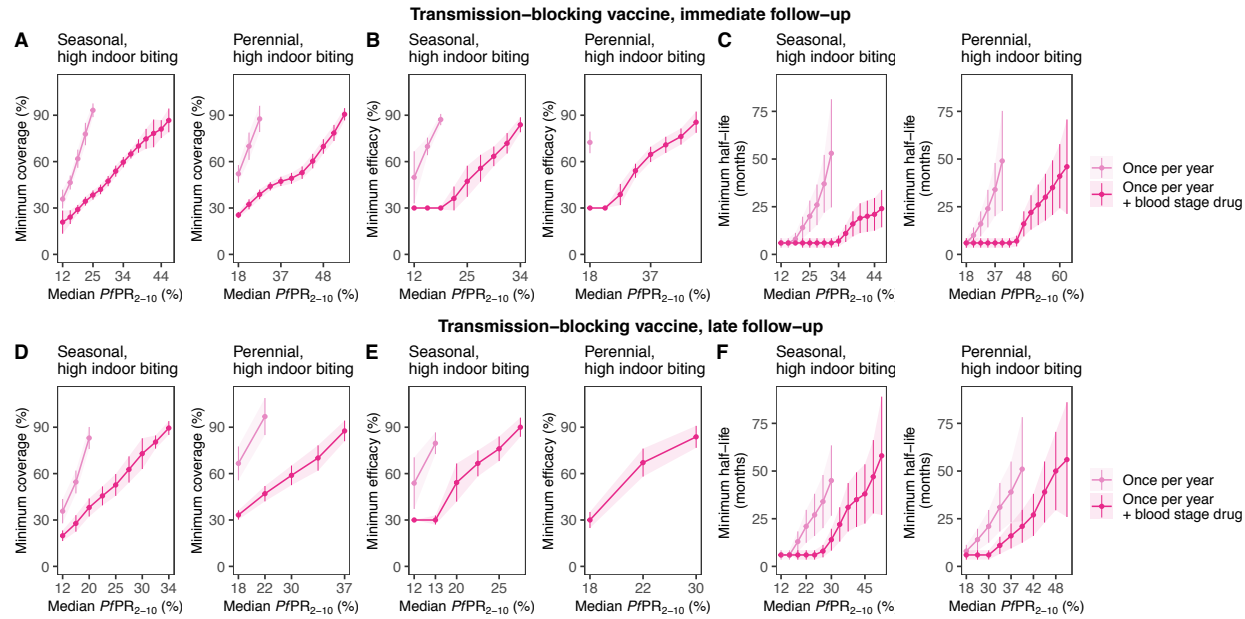 Transmission−blocking vaccine, immediate follow−up
A
Seasonal,
high indoor biting
Perennial,
high indoor biting
B
Seasonal,
high indoor biting
Perennial,
high indoor biting
C
Seasonal,
high indoor biting
Perennial,
high indoor biting
Minimum coverage (%)
90
60
30
0
12 25 34 44
Median PfPR2−10 (%)
Minimum coverage (%)
90
60
30
0
18 37 48
Median PfPR2−10 (%)
Minimum efficacy (%)
90
60
30
0
12 25 34
Median PfPR2−10 (%)
Minimum efficacy (%)
90
60
30
0
18 37
Median PfPR2−10 (%)
Minimum half−life
(months)
75
50
25
0
12 25 34 44
Median PfPR2−10 (%)
Minimum half−life
(months)
75
50
25
0
18 37 48 60
Median PfPR2−10 (%)
Once per year
Once per year
+ blood stage drug
Transmission−blocking vaccine, late follow−up
D
Seasonal,
high indoor biting
Perennial,
high indoor biting
E
Seasonal,
high indoor biting
Perennial,
high indoor biting
F
Seasonal,
high indoor biting
Perennial,
high indoor biting
Minimum coverage (%)
90
60
30
0
12 20 25 30 34
Median PfPR2−10 (%)
Minimum coverage (%)
90
60
30
0
18 22 30 37
Median PfPR2−10 (%)
Minimum efficacy (%)
90
60
30
0
12 13 20 25
Median PfPR2−10 (%)
Minimum efficacy (%)
90
60
30
0
18 22 30
Median PfPR2−10 (%)
Minimum half−life
(months)
75
50
25
0
12 22 30 45
Median PfPR2−10 (%)
Minimum half−life
(months)
75
50
25
0
18 30 37 42 48
Median PfPR2−10 (%)
Once per year
Once per year
+ blood stage drug